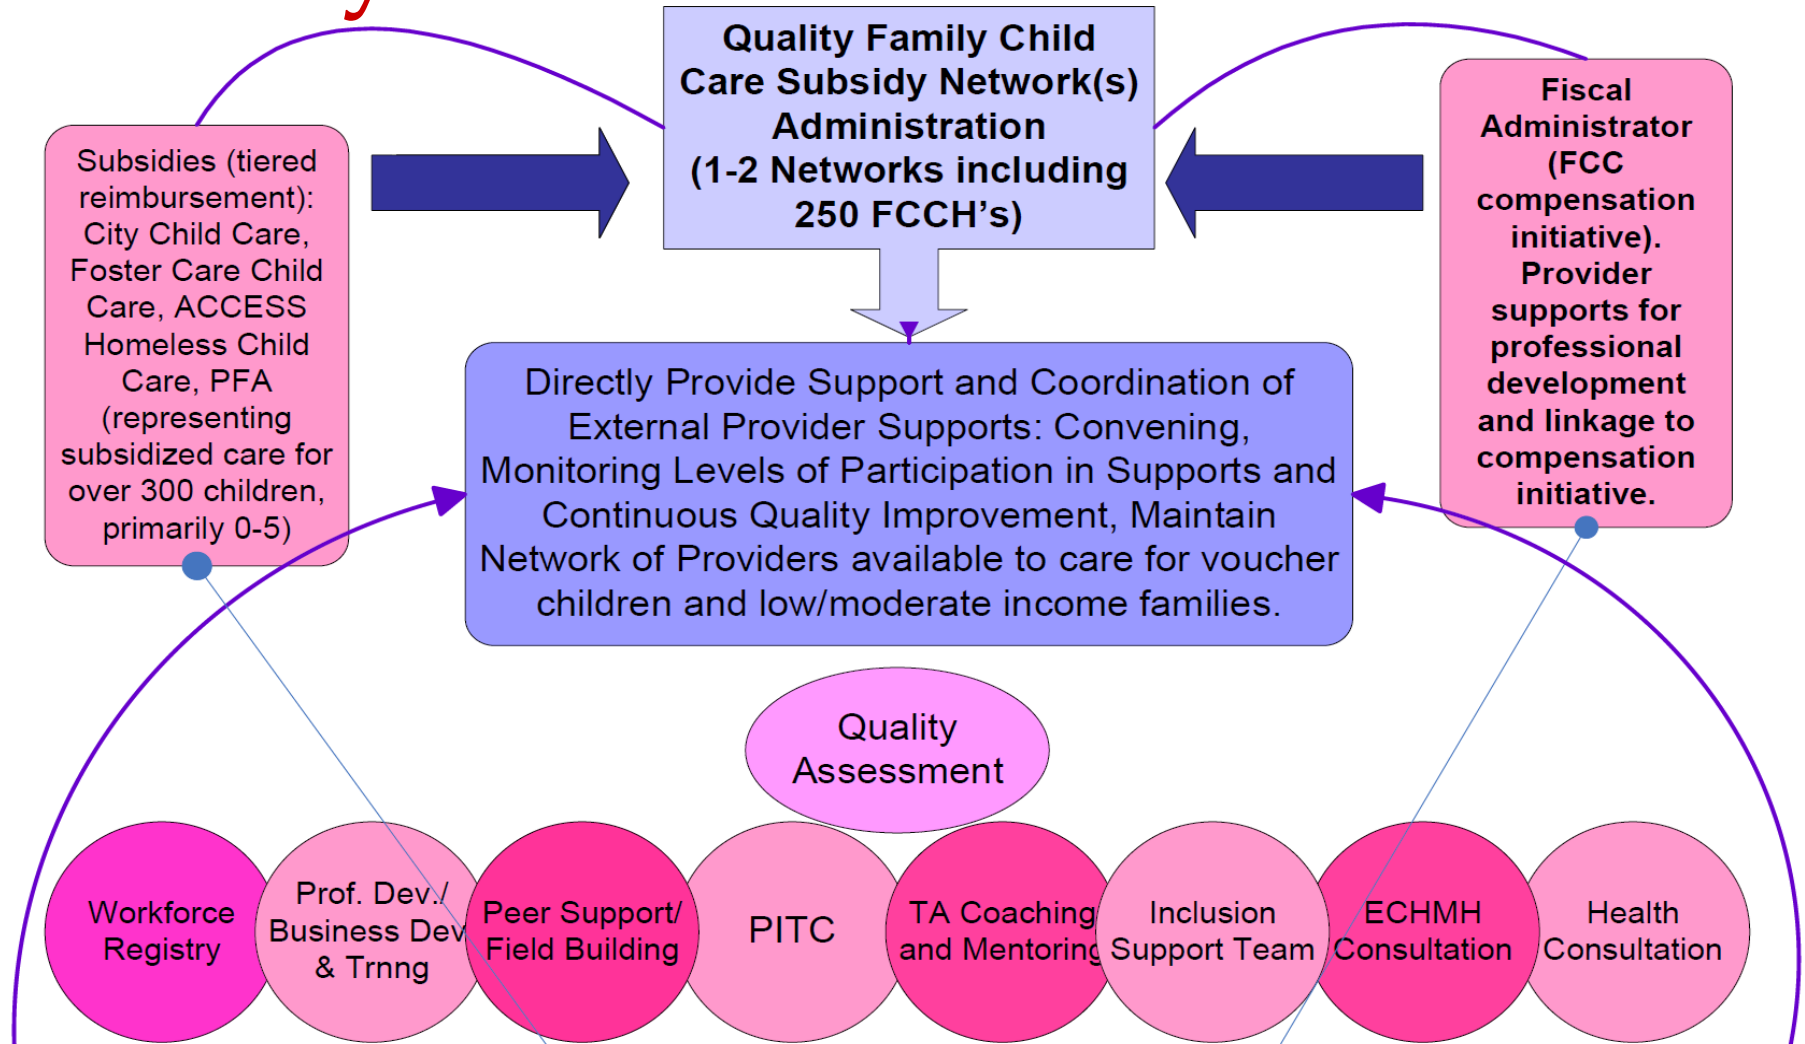 Quality Family Child
Care Subsidy Network(s)
Administration
(1-2 Networks including
250 FCCH's)
Subsidies (tiered
reimbursement):
City Child Care,
Foster Care Child
Care, ACCESS
Homeless Child
Care, PFA
(representing
subsidized care for
over 300 children,
primarily 0-5)
Fiscal
Administrator
(FCC
compensation
initiative).
Provider
supports for
professional
development
and linkage to
compensation
initiative.
Directly Provide Support and Coordination of
External Provider Supports: Convening,
Monitoring Levels of Participation in Supports and
Continuous Quality Improvement, Maintain
Network of Providers available to care for voucher
children and low/moderate income families.
Quality
Assessment
Workforce
Registry
Prof. Dev./
Business Dev
& Trnng
Peer Support/
Field Building
PITC
TA Coaching
and Mentoring
Inclusion
Support Team
ECHMH
Consultation
Health
Consultation